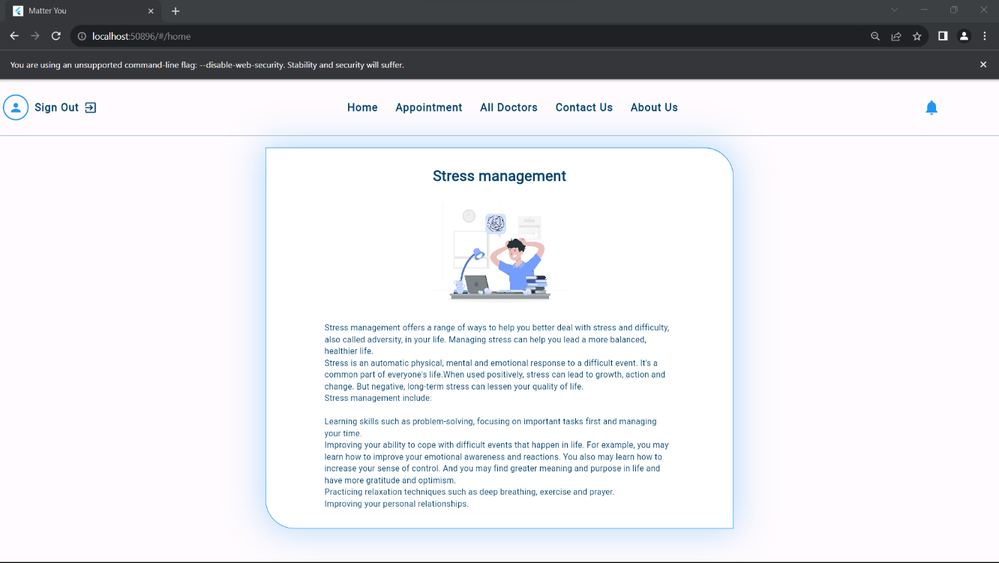 Matter You
localhost:50896/#/home
You are using an unsupported command-line flag: --disable-web-security. Stability and security will suffer.
Sign Out
Home Appointment All Doctors Contact Us About Us
Stress management
Stress management offers a range of ways to help you better deal with stress and difficulty,
also called adversity, in your life. Managing stress can help you lead a more balanced,
healthier life.
Stress is an automatic physical, mental and emotional response to a difficult event. It's a
common part of everyone's life.When used positively, stress can lead to growth, action and
change. But negative, long-term stress can lessen your quality of life.
Stress management include:
Learning skills such as problem-solving, focusing on important tasks first and managing
your time.
Improving your ability to cope with difficult events that happen in life. For example, you may
learn how to improve your emotional awareness and reactions. You also may learn how to
increase your sense of control. And you may find greater meaning and purpose in life and
have more gratitude and optimism.
Practicing relaxation techniques such as deep breathing, exercise and prayer.
Improving your personal relationships.